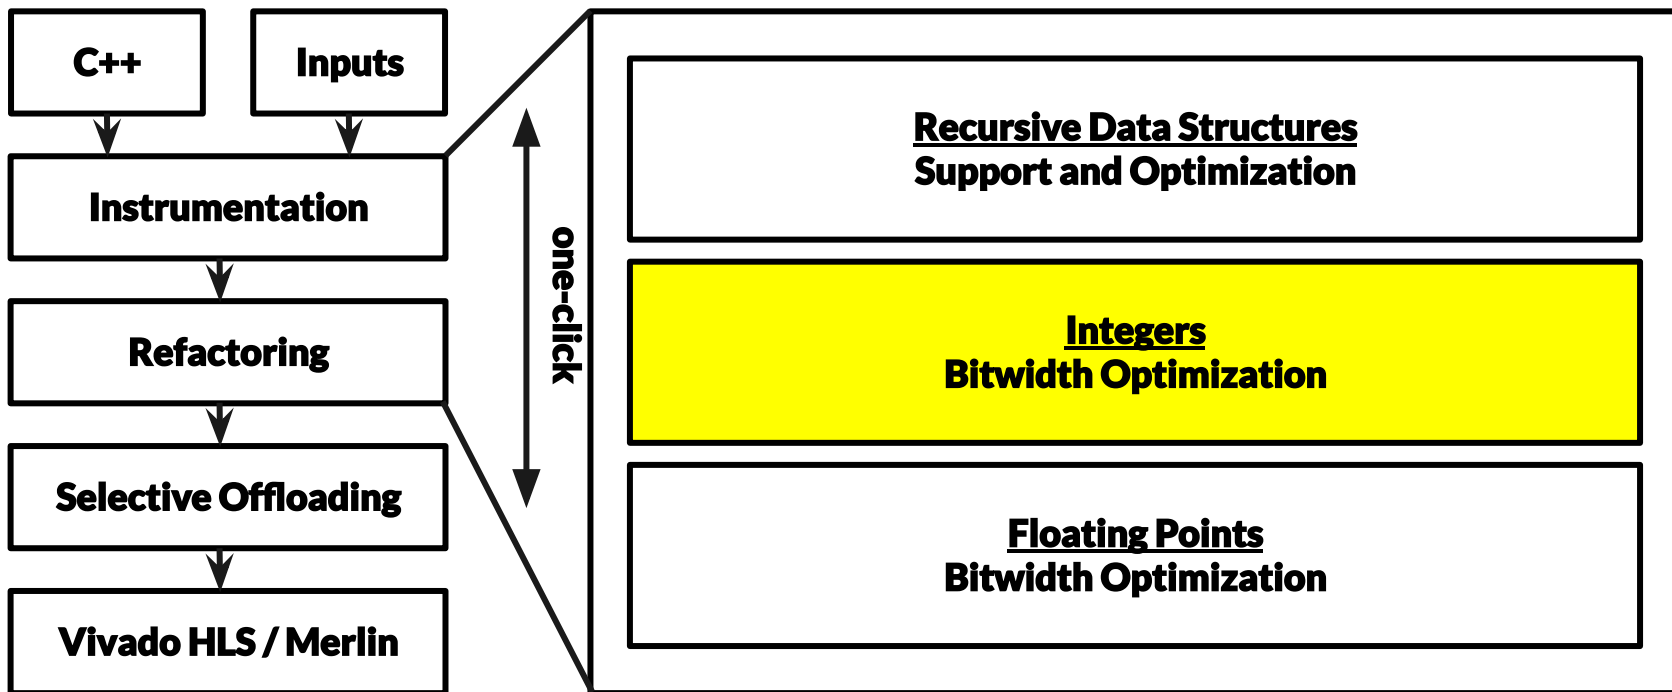 C++
Inputs
Instrumentation
Refactoring
Selective Offloading
Vivado HLS / Merlin
one-click
Recursive Data Structures
Support and Optimization
Integers
Bitwidth Optimization
Floating Points
Bitwidth Optimization